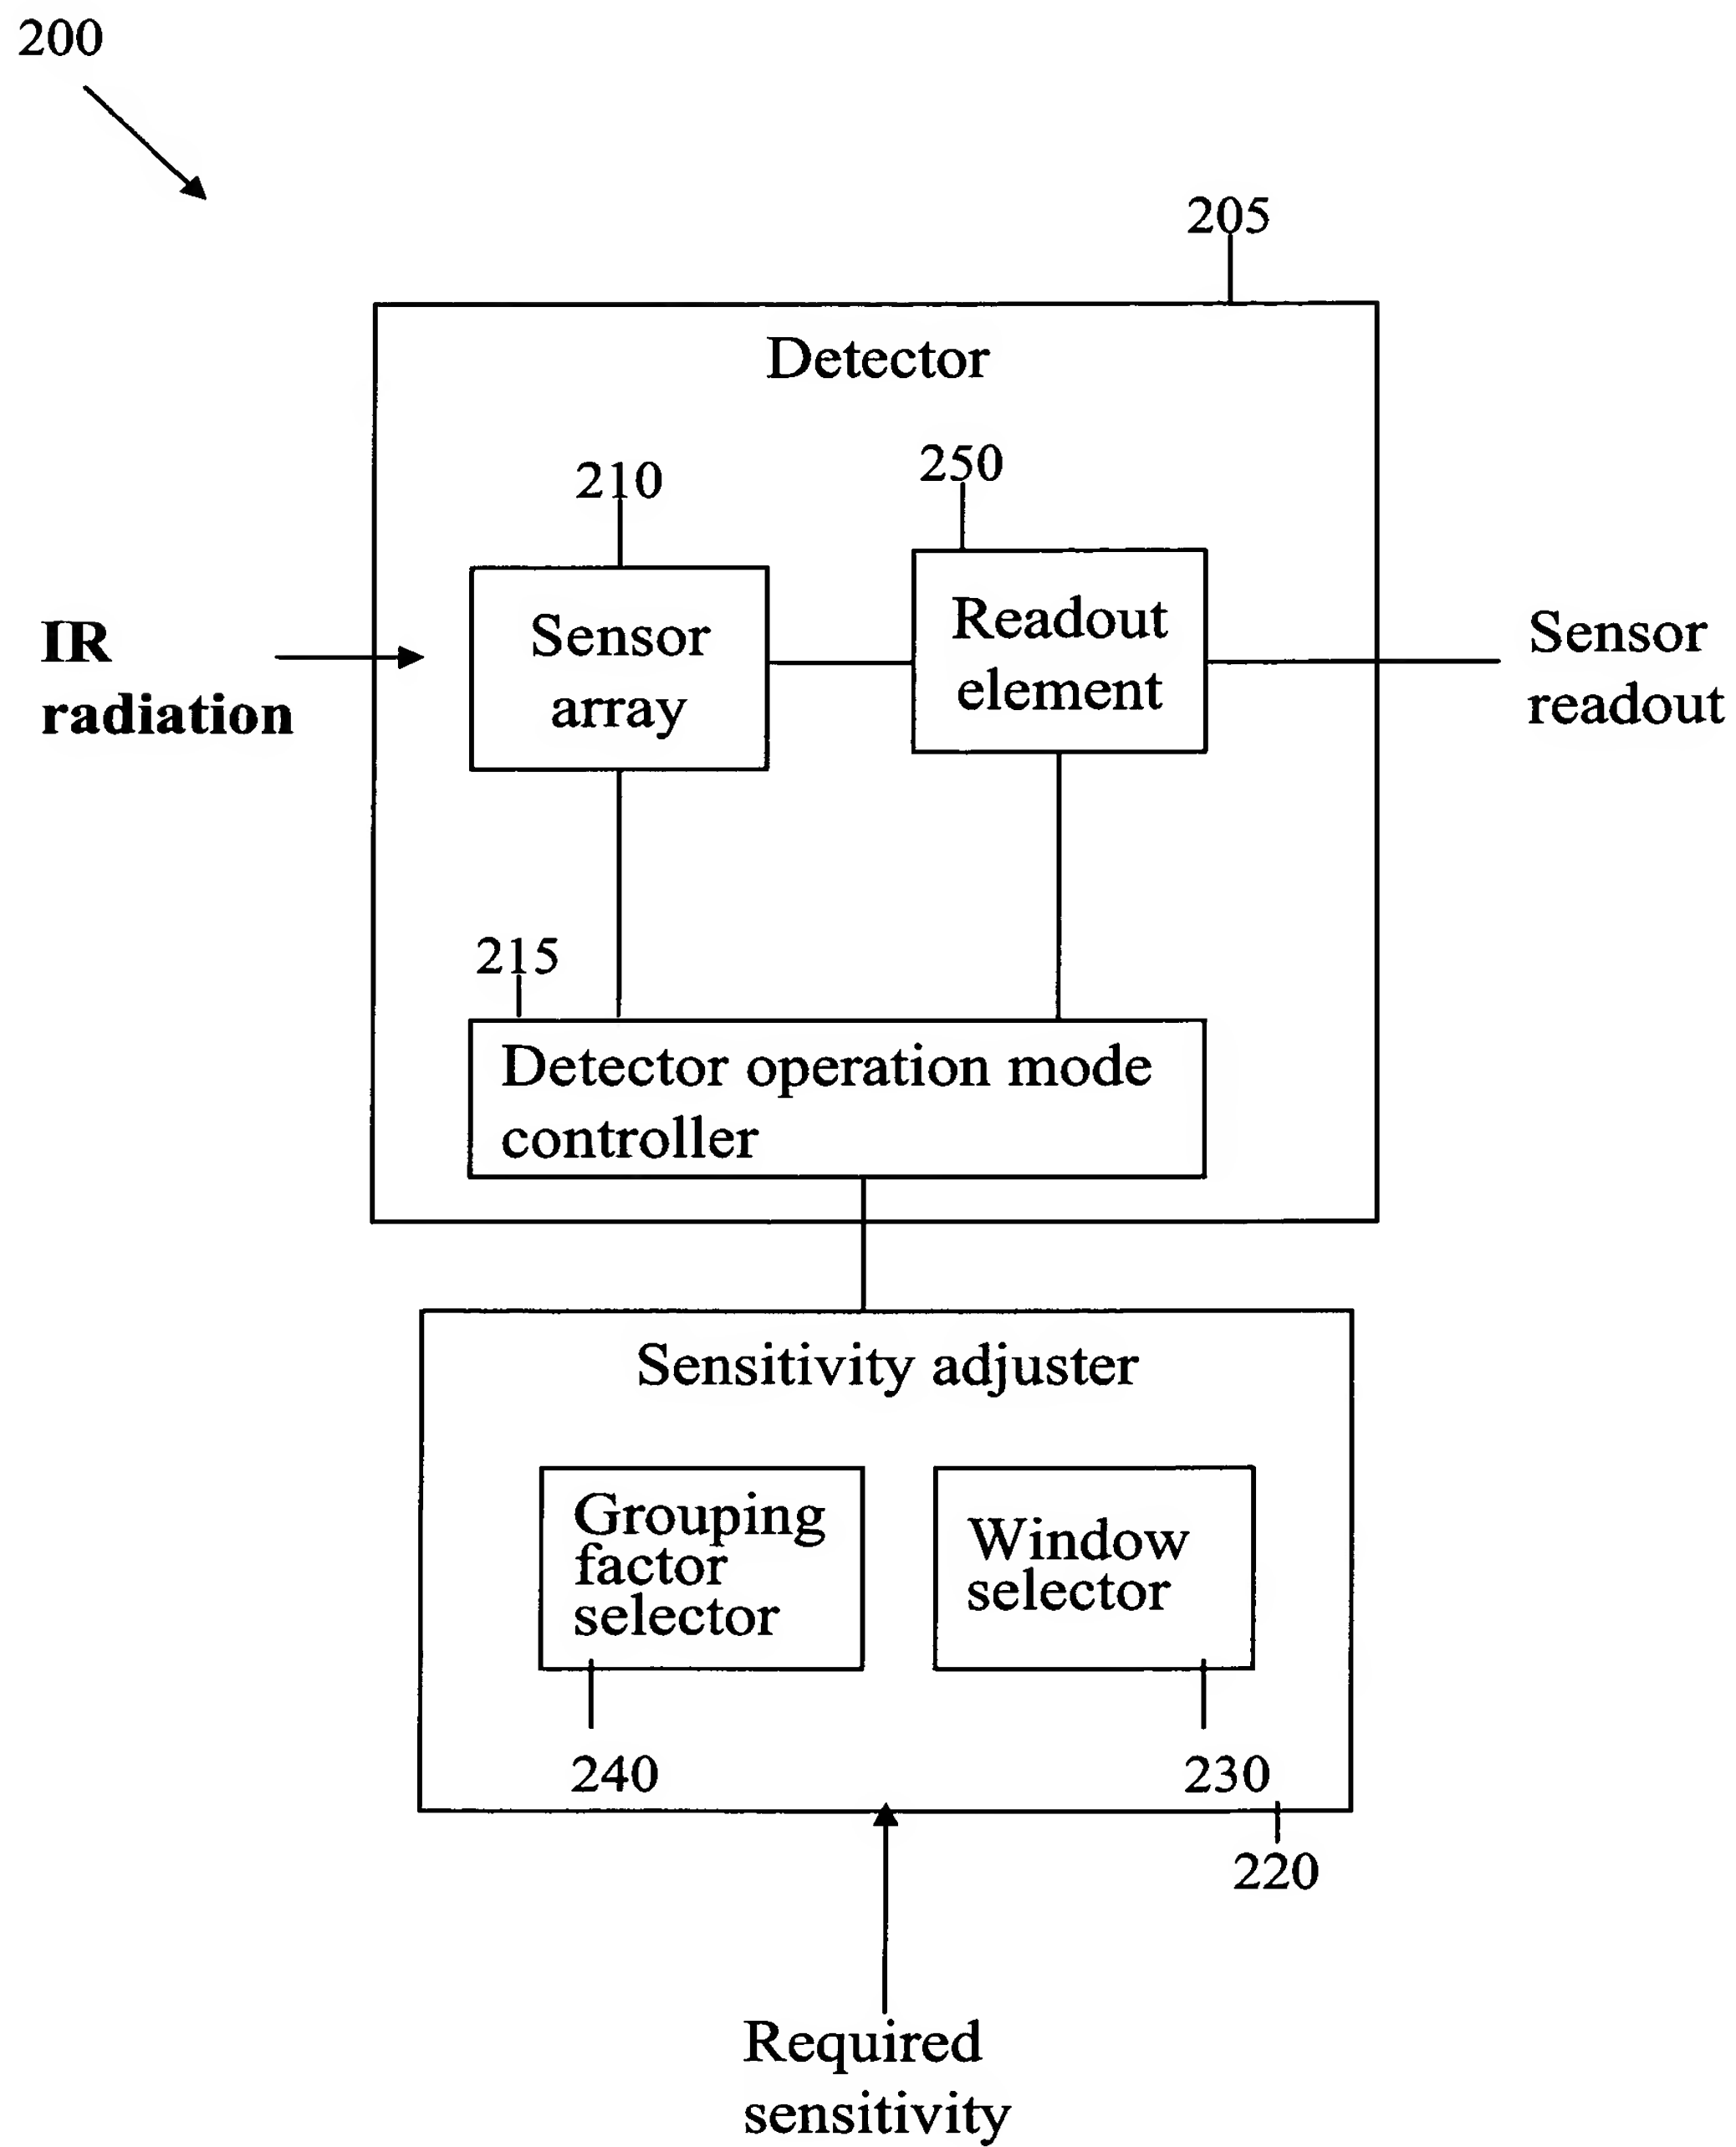 200
205
Detector
210
250
IR
radiation
Sensor
array
Readout
element
Sensor
readout
215
Detector operation mode
controller
Sensitivity adjuster
Grouping
factor
selector
Window
selector
240
230
220
Required
sensitivity